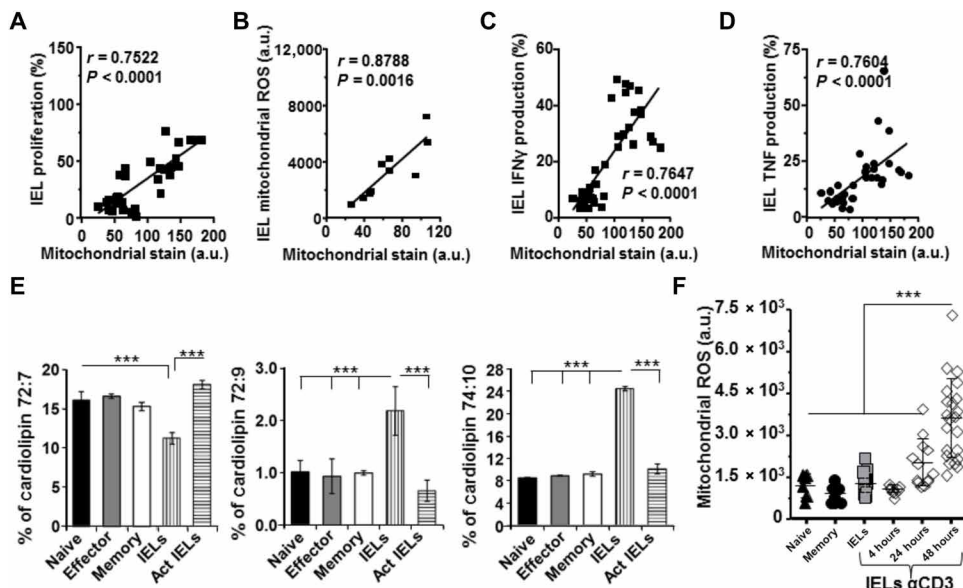 A
r = 0.7522
P < 0.0001
IEL proliferation (%)
150
100
50
0
0 50 100 150 200
Mitochondrial stain (a.u.)
B
r = 0.8788
P = 0.0016
IEL mitochondrial ROS (a.u.)
12,000
8000
4000
0
0 50 100 150
Mitochondrial stain (a.u.)
C
r = 0.7647
P < 0.0001
IEL IFNγ production (%)
60
40
20
0
0 50 100 150 200
Mitochondrial stain (a.u.)
D
r = 0.7604
P < 0.0001
IEL TNF production (%)
75
50
25
0
0 50 100 150 200
Mitochondrial stain (a.u.)
E
% of cardiolipin 72:7
20
15
10
5
0
*** ***
Naive
Effector
Memory
IELs
Act IELs
% of cardiolipin 72:9
3.0
2.4
1.8
1.2
0.6
0.0
*** ***
Naive
Effector
Memory
IELs
Act IELs
% of cardiolipin 74:10
28
24
20
16
12
8
4
0
*** ***
Naive
Effector
Memory
IELs
Act IELs
F
Mitochondrial ROS (a.u.)
7.5 × 10³
6 × 10³
4.5 × 10³
3 × 10³
1.5 × 10³
0
***
Naive
Memory
IELs
4 hours
24 hours
48 hours
IELs αCD3